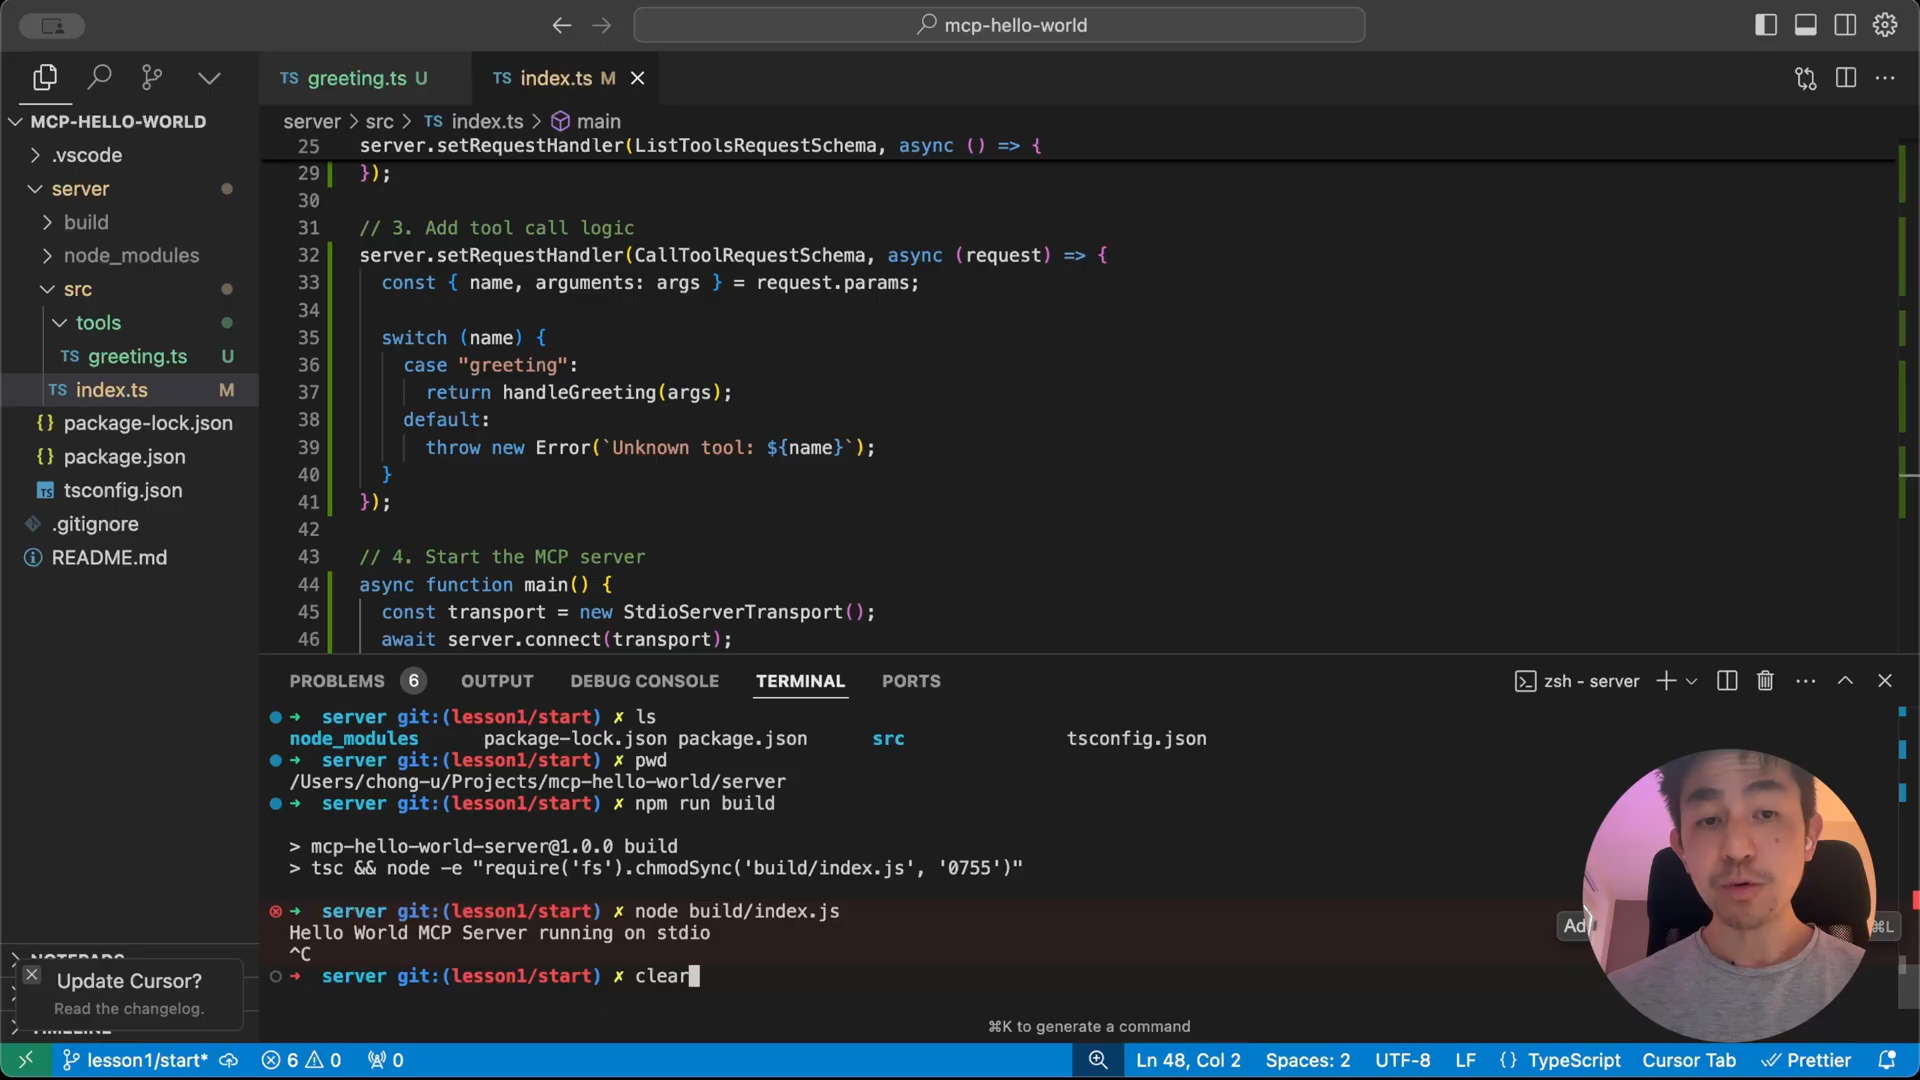 mcp-hello-world
TS greeting.ts U
TS index.ts M
MCP-HELLO-WORLD
.vscode
server
build
node_modules
src
tools
TS greeting.ts U
TS index.ts M
{} package-lock.json
{} package.json
TS tsconfig.json
.gitignore
README.md
Update Cursor?
Read the changelog.
server > src > TS index.ts > main
25 server.setRequestHandler(ListToolsRequestSchema, async () => {
29 });
30
31 // 3. Add tool call logic
32 server.setRequestHandler(CallToolRequestSchema, async (request) => {
33 const { name, arguments: args } = request.params;
34
35 switch (name) {
36 case "greeting":
37 return handleGreeting(args);
38 default:
39 throw new Error(`Unknown tool: ${name}`);
40 }
41 });
42
43 // 4. Start the MCP server
44 async function main() {
45 const transport = new StdioServerTransport();
46 await server.connect(transport);
PROBLEMS 6 OUTPUT DEBUG CONSOLE TERMINAL PORTS
zsh - server
➜ server git:(lesson1/start) ✗ ls
node_modules package-lock.json package.json src tsconfig.json
➜ server git:(lesson1/start) ✗ pwd
/Users/chong-u/Projects/mcp-hello-world/server
➜ server git:(lesson1/start) ✗ npm run build
> mcp-hello-world-server@1.0.0 build
> tsc && node -e "require('fs').chmodSync('build/index.js', '0755')"
➜ server git:(lesson1/start) ✗ node build/index.js
Hello World MCP Server running on stdio
^C
➜ server git:(lesson1/start) ✗ clear
⌘K to generate a command
lesson1/start* 6 0 0
Ln 48, Col 2 Spaces: 2 UTF-8 LF {} TypeScript Cursor Tab Prettier